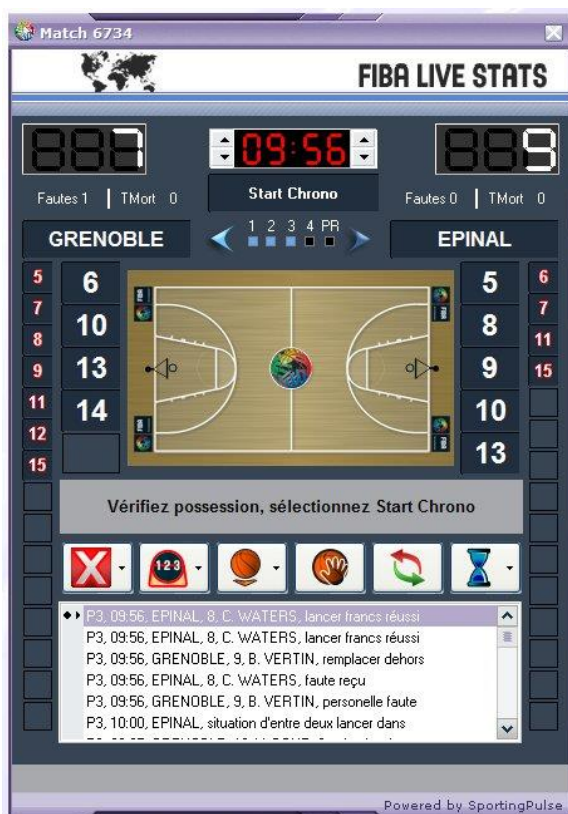 Match 6734
FIBA LIVE STATS
7
09:56
9
Fautes 1 | TMort 0
Start Chrono
Fautes 0 | TMort 0
GRENOBLE
1 2 3 4 PR
EPINAL
5
7
8
9
11
12
15
6
10
13
14
5
8
9
10
13
6
7
11
15
Vérifiez possession, sélectionnez Start Chrono
123
P3, 09:56, EPINAL, 8, C. WATERS, lancer francs réussi
P3, 09:56, EPINAL, 8, C. WATERS, lancer francs réussi
P3, 09:56, GRENOBLE, 9, B. VERTIN, remplacer dehors
P3, 09:56, EPINAL, 8, C. WATERS, faute reçu
P3, 09:56, GRENOBLE, 9, B. VERTIN, personelle faute
P3, 10:00, EPINAL, situation d'entre deux lancer dans
Powered by SportingPulse